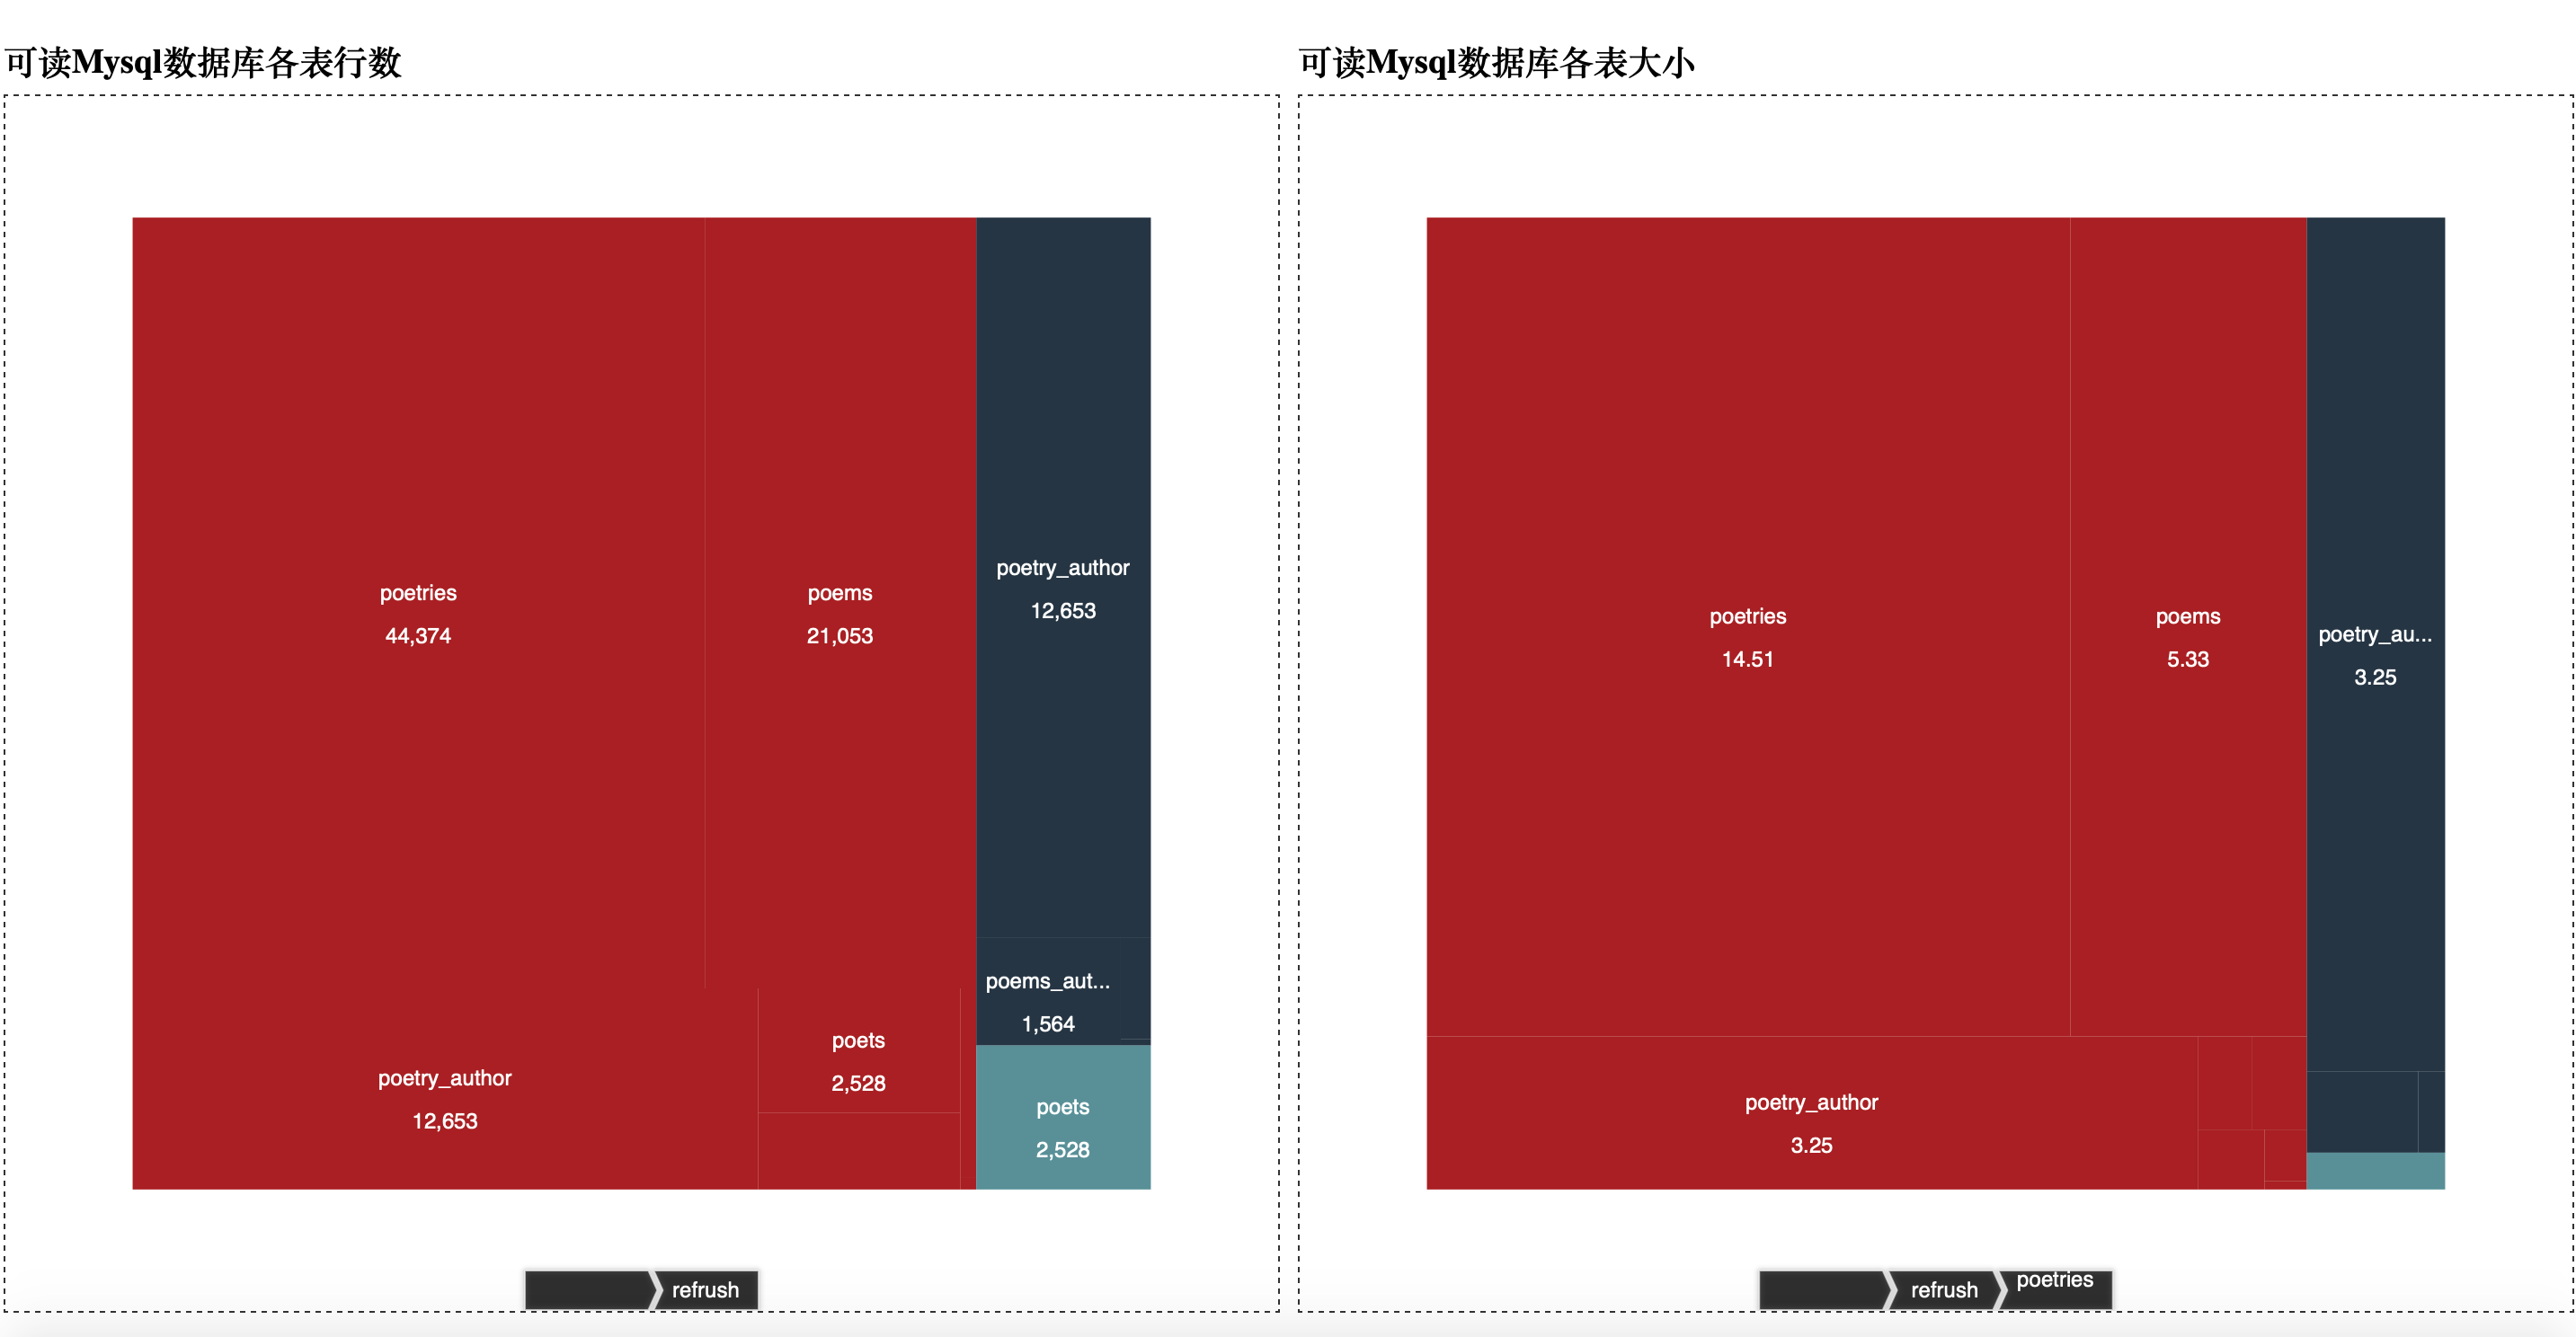 可读Mysql数据库各表行数
poetries
44,374
poems
21,053
poetry_author
12,653
poems_aut...
1,564
poetry_author
12,653
poets
2,528
poets
2,528
refrush
可读Mysql数据库各表大小
poetries
14.51
poems
5.33
poetry_au...
3.25
poetry_author
3.25
refrush
poetries